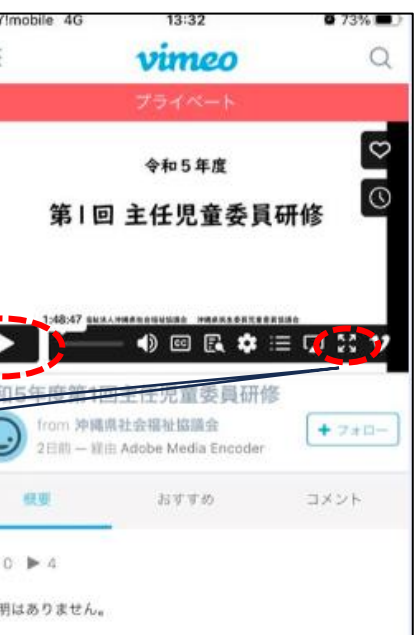 Y!mobile 4G 13:32 73%
vimeo
プライベート
令和5年度
第1回 主任児童委員研修
1:48:47
CC
和5年度第1回主任児童委員研修
from 沖縄県社会福祉協議会
2日前 — 経由 Adobe Media Encoder
+ フォロー
概要 おすすめ コメント
0 ▶ 4
明はありません。